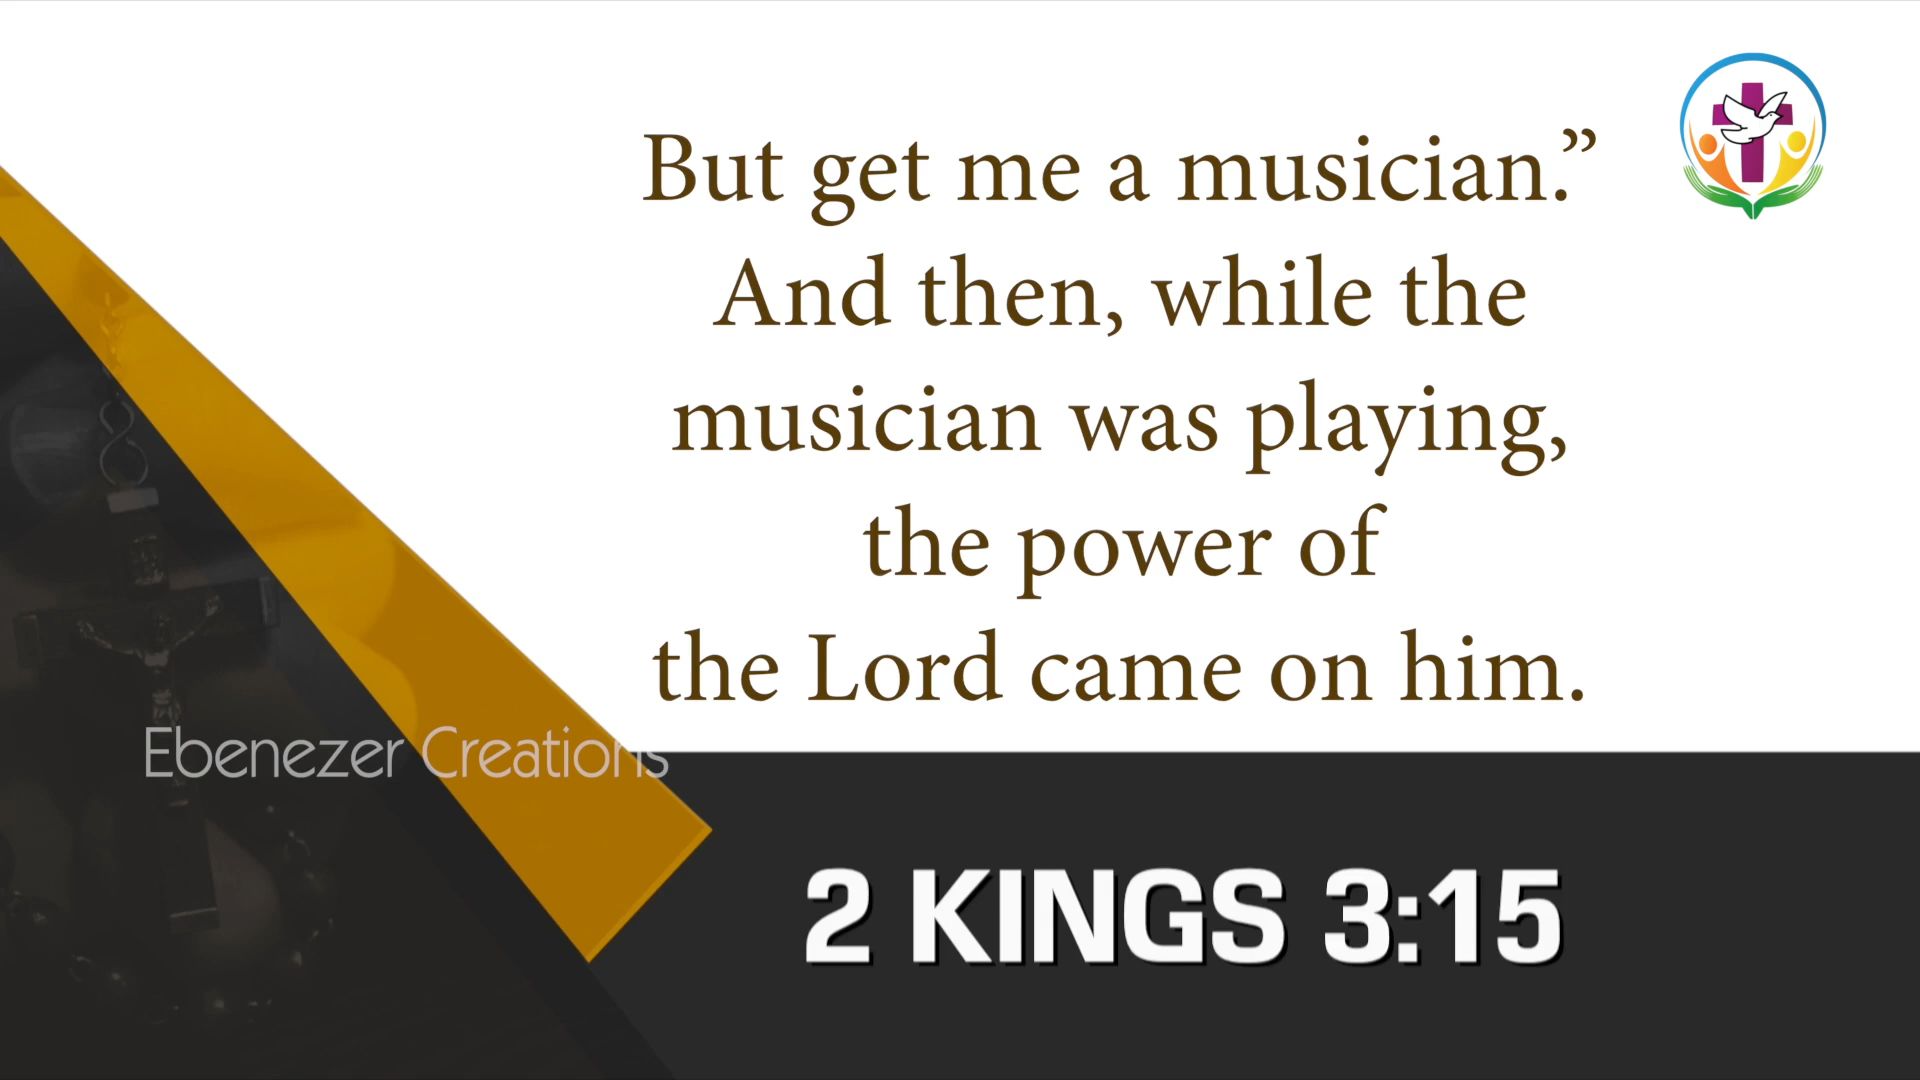 But get me a musician.”
And then, while the
musician was playing,
the power of
the Lord came on him.
Ebenezer Creations
2 KINGS 3:15